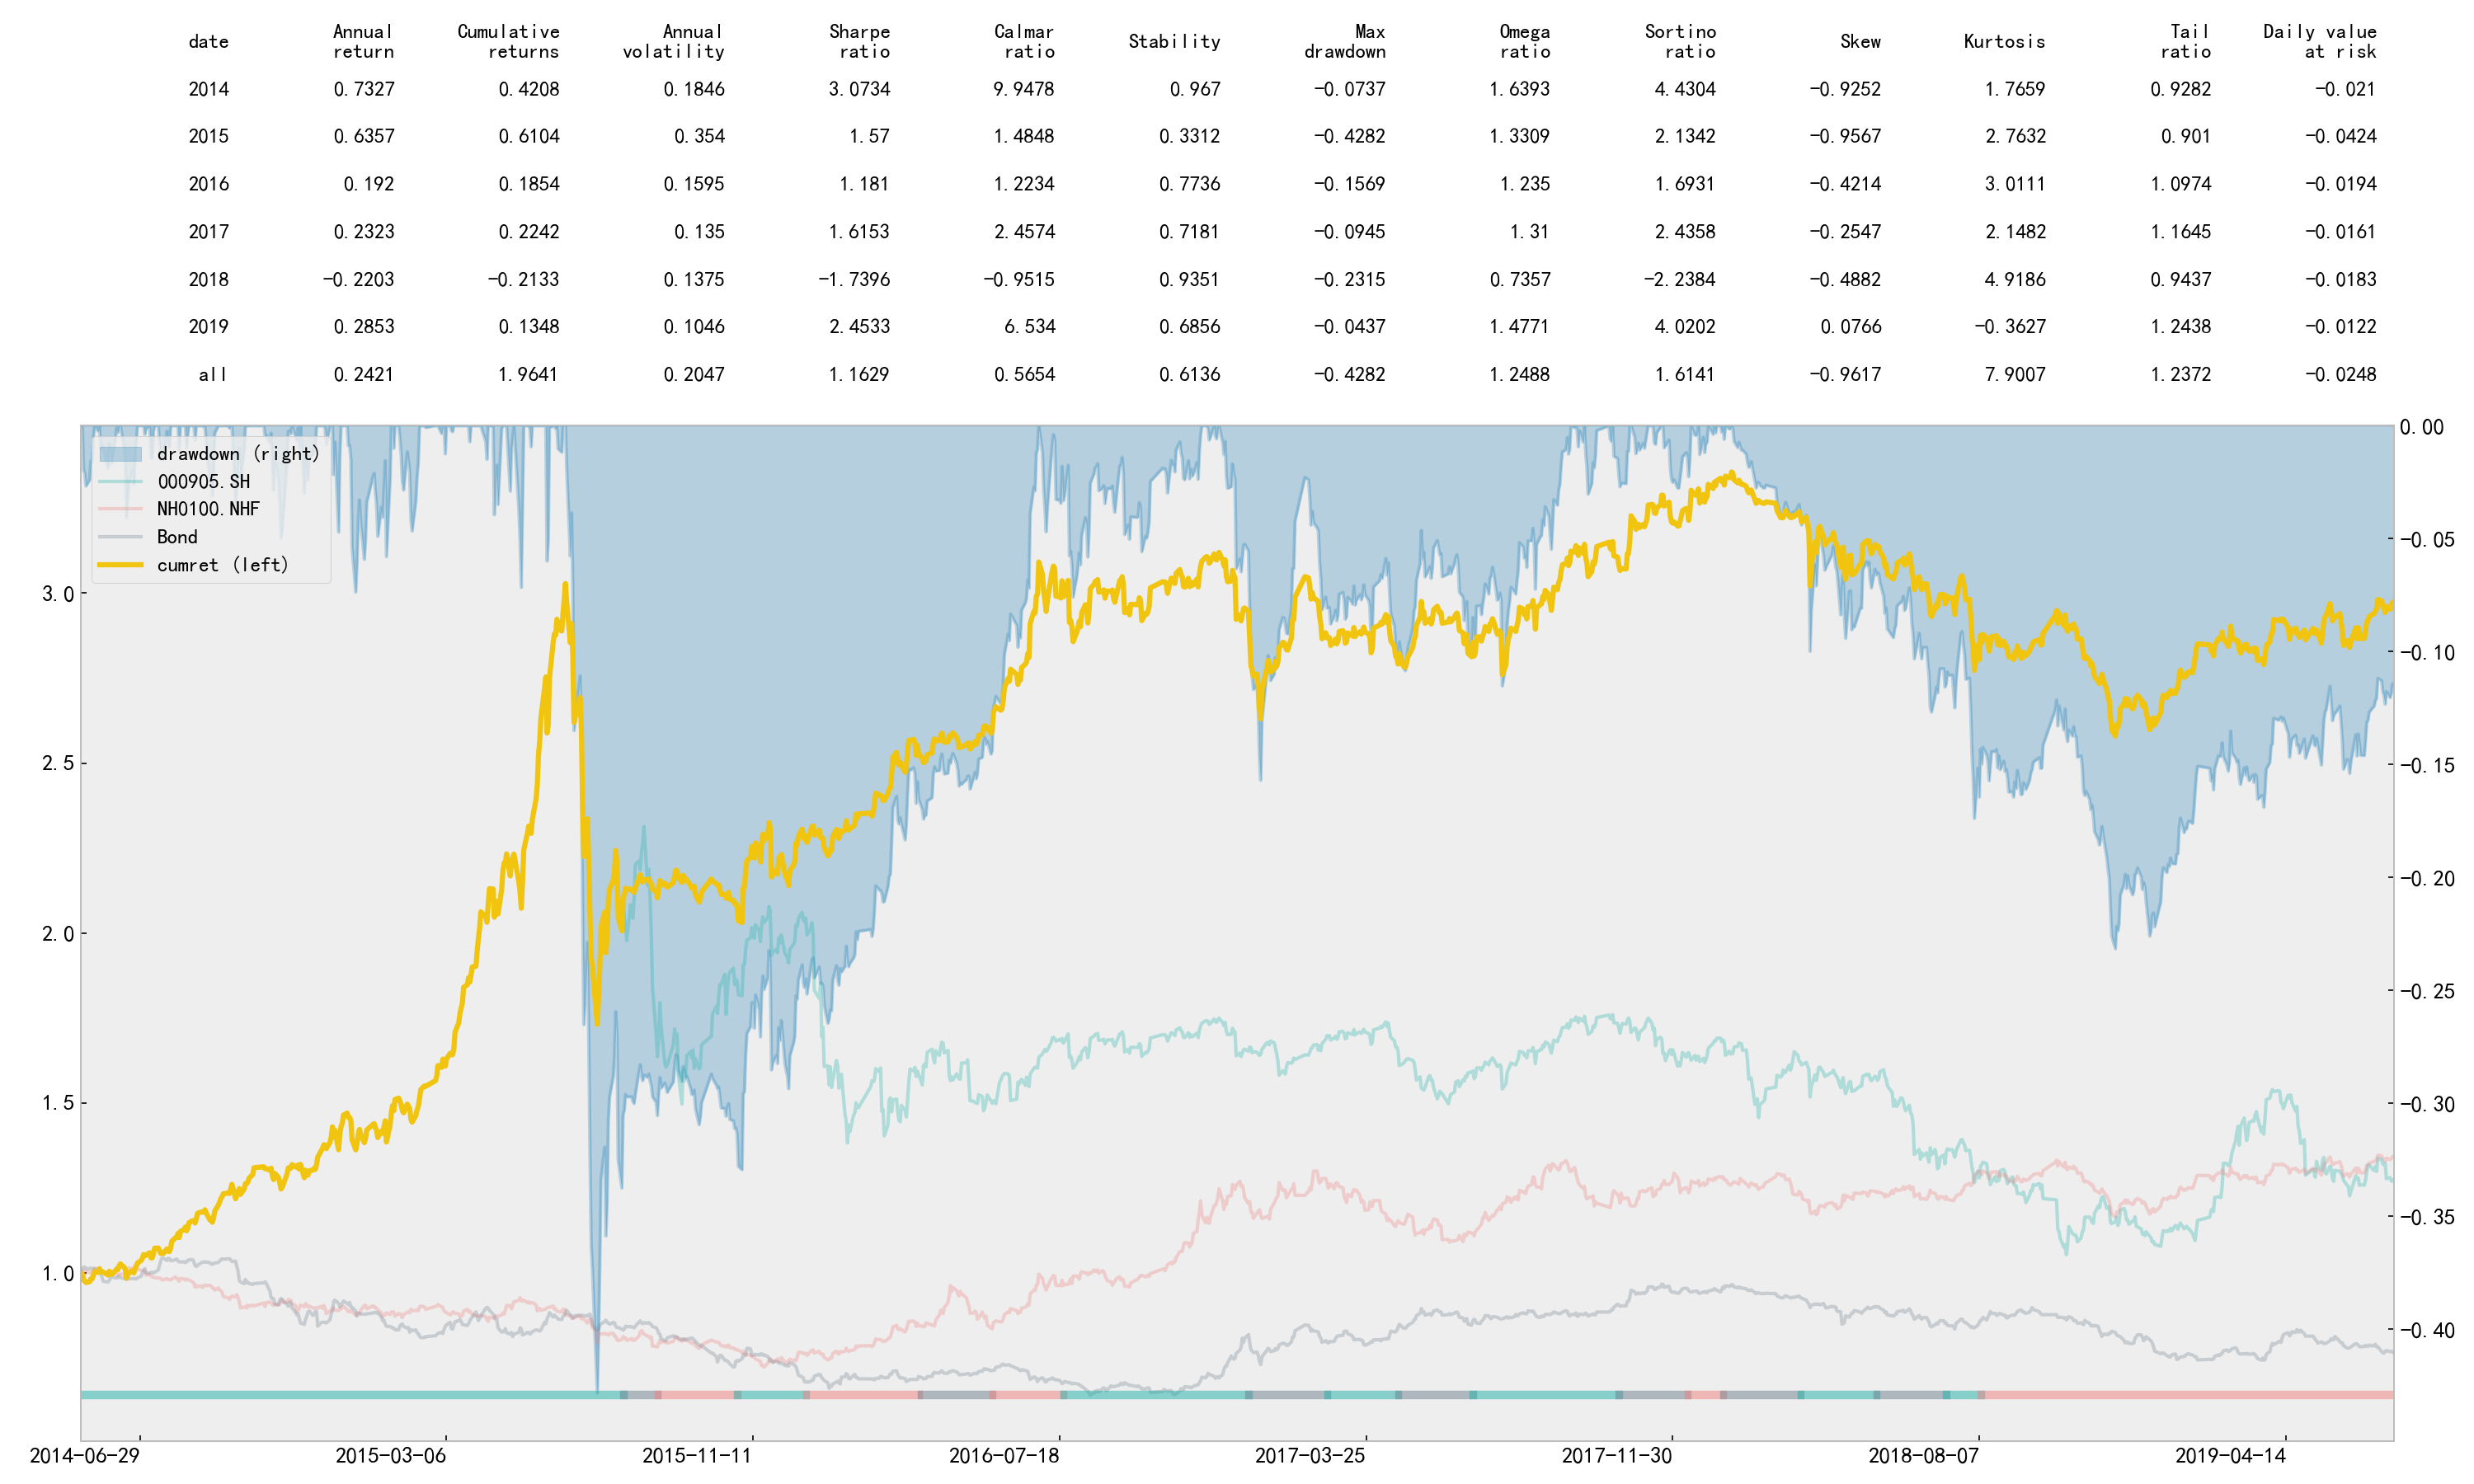 date Annual return Cumulative returns Annual volatility Sharpe ratio Calmar ratio Stability Max drawdown Omega ratio Sortino ratio Skew Kurtosis Tail ratio Daily value at risk
2014 0.7327 0.4208 0.1846 3.0734 9.9478 0.967 −0.0737 1.6393 4.4304 −0.9252 1.7659 0.9282 −0.021
2015 0.6357 0.6104 0.354 1.57 1.4848 0.3312 −0.4282 1.3309 2.1342 −0.9567 2.7632 0.901 −0.0424
2016 0.192 0.1854 0.1595 1.181 1.2234 0.7736 −0.1569 1.235 1.6931 −0.4214 3.0111 1.0974 −0.0194
2017 0.2323 0.2242 0.135 1.6153 2.4574 0.7181 −0.0945 1.31 2.4358 −0.2547 2.1482 1.1645 −0.0161
2018 −0.2203 −0.2133 0.1375 −1.7396 −0.9515 0.9351 −0.2315 0.7357 −2.2384 −0.4882 4.9186 0.9437 −0.0183
2019 0.2853 0.1348 0.1046 2.4533 6.534 0.6856 −0.0437 1.4771 4.0202 0.0766 −0.3627 1.2438 −0.0122
all 0.2421 1.9641 0.2047 1.1629 0.5654 0.6136 −0.4282 1.2488 1.6141 −0.9617 7.9007 1.2372 −0.0248
drawdown (right)
000905.SH
NH0100.NHF
Bond
cumret (left)
3.0
2.5
2.0
1.5
1.0
0.00
−0.05
−0.10
−0.15
−0.20
−0.25
−0.30
−0.35
−0.40
2014-06-29 2015-03-06 2015-11-11 2016-07-18 2017-03-25 2017-11-30 2018-08-07 2019-04-14